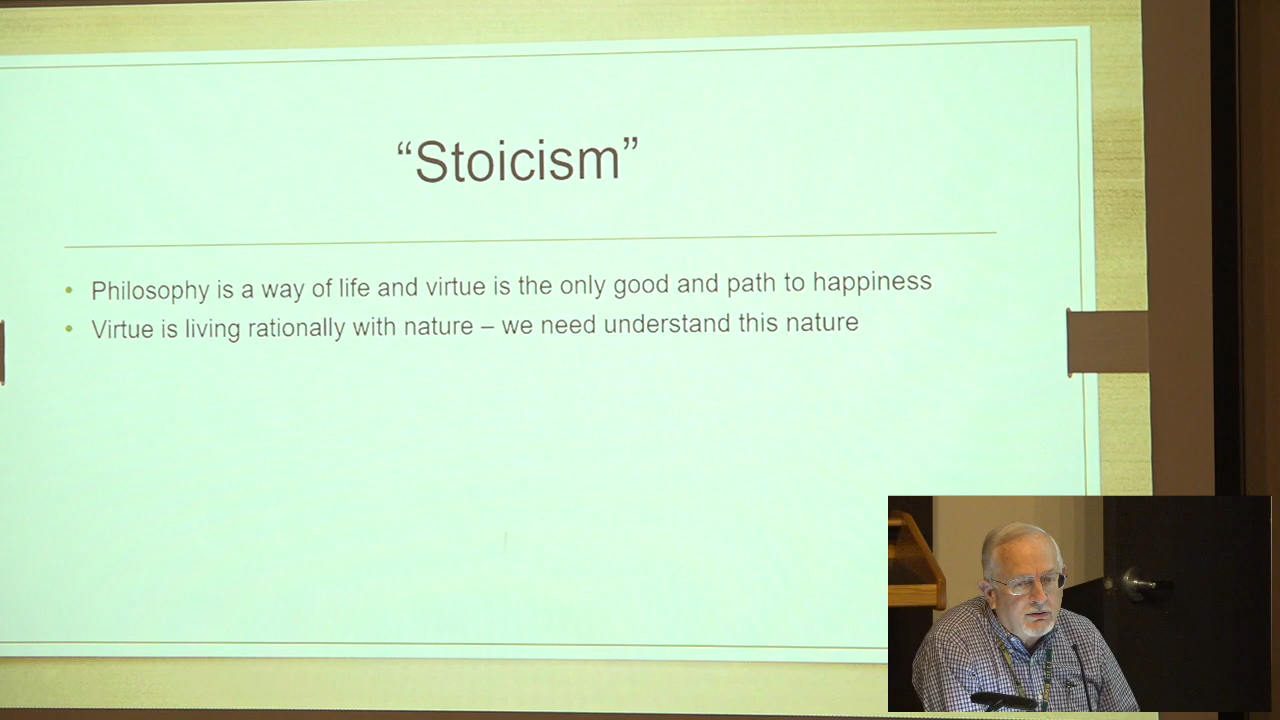 “Stoicism”
Philosophy is a way of life and virtue is the only good and path to happiness
Virtue is living rationally with nature – we need understand this nature